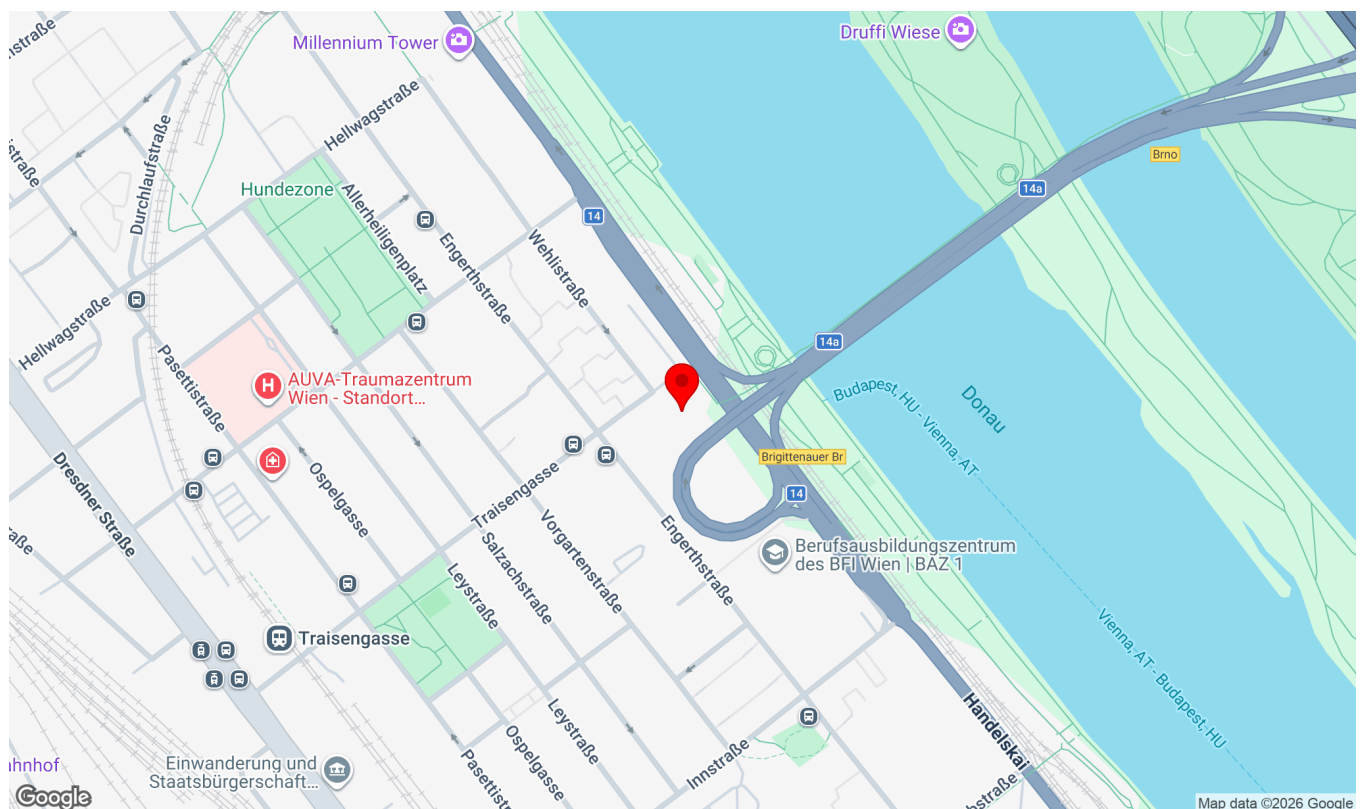 nstraße
Millennium Tower
Druffi Wiese
Durchlaufstraße
Hellwagstraße
Brno
14a
Hundezone
Allerheiligenplatz
14
Engerthstraße
Wehlistraße
Hellwagstraße
Pasettistraße
14a
AUVA-Traumazentrum
Wien - Standort...
Budapest, HU - Vienna, AT
Donau
Dresdner Straße
Ospelgasse
Traisengasse
Brigittenauer Br
14
Salzachstraße
Vorgartenstraße
Engerthstraße
Berufsausbildungszentrum
des BFI Wien | BAZ 1
Leystraße
Traisengasse
Vienna, AT - Budapest, HU
Handelskai
Leystraße
Ospelgasse
Pasettistr
Innstraße
Einwanderung und
Staatsbürgerschaft...
ahnhof
Google
Map data ©2026 Google